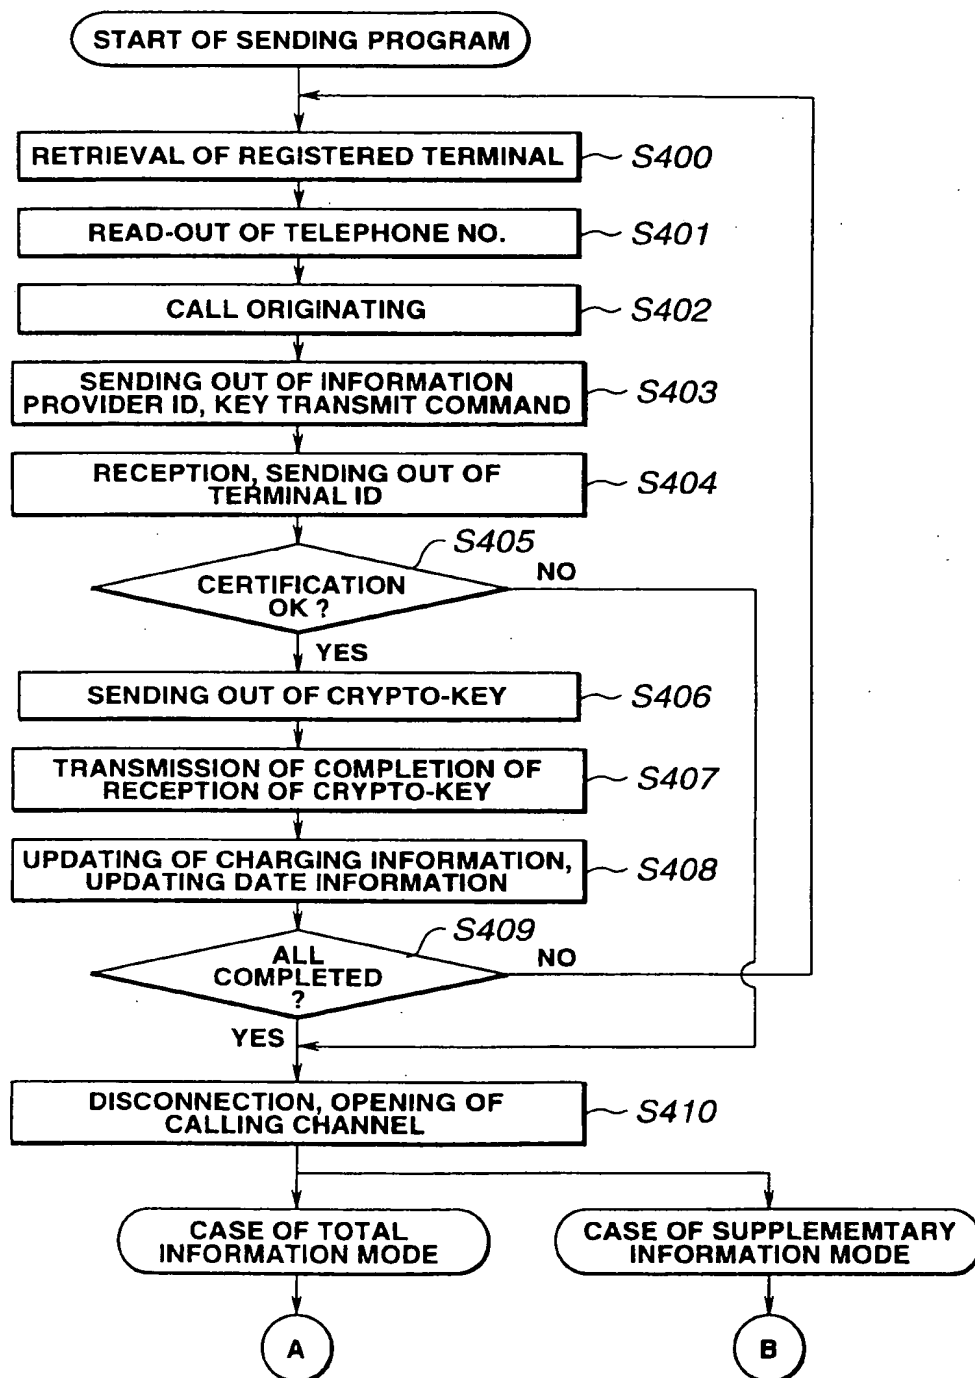 START OF SENDING PROGRAM
RETRIEVAL OF REGISTERED TERMINAL
S400
READ-OUT OF TELEPHONE NO.
S401
CALL ORIGINATING
S402
SENDING OUT OF INFORMATION
PROVIDER ID, KEY TRANSMIT COMMAND
S403
RECEPTION, SENDING OUT OF
TERMINAL ID
S404
S405
CERTIFICATION
OK ?
NO
YES
SENDING OUT OF CRYPTO-KEY
S406
TRANSMISSION OF COMPLETION OF
RECEPTION OF CRYPTO-KEY
S407
UPDATING OF CHARGING INFORMATION,
UPDATING DATE INFORMATION
S408
S409
ALL
COMPLETED
?
NO
YES
DISCONNECTION, OPENING OF
CALLING CHANNEL
S410
CASE OF TOTAL
INFORMATION MODE
CASE OF SUPPLEMEMTARY
INFORMATION MODE
A
B